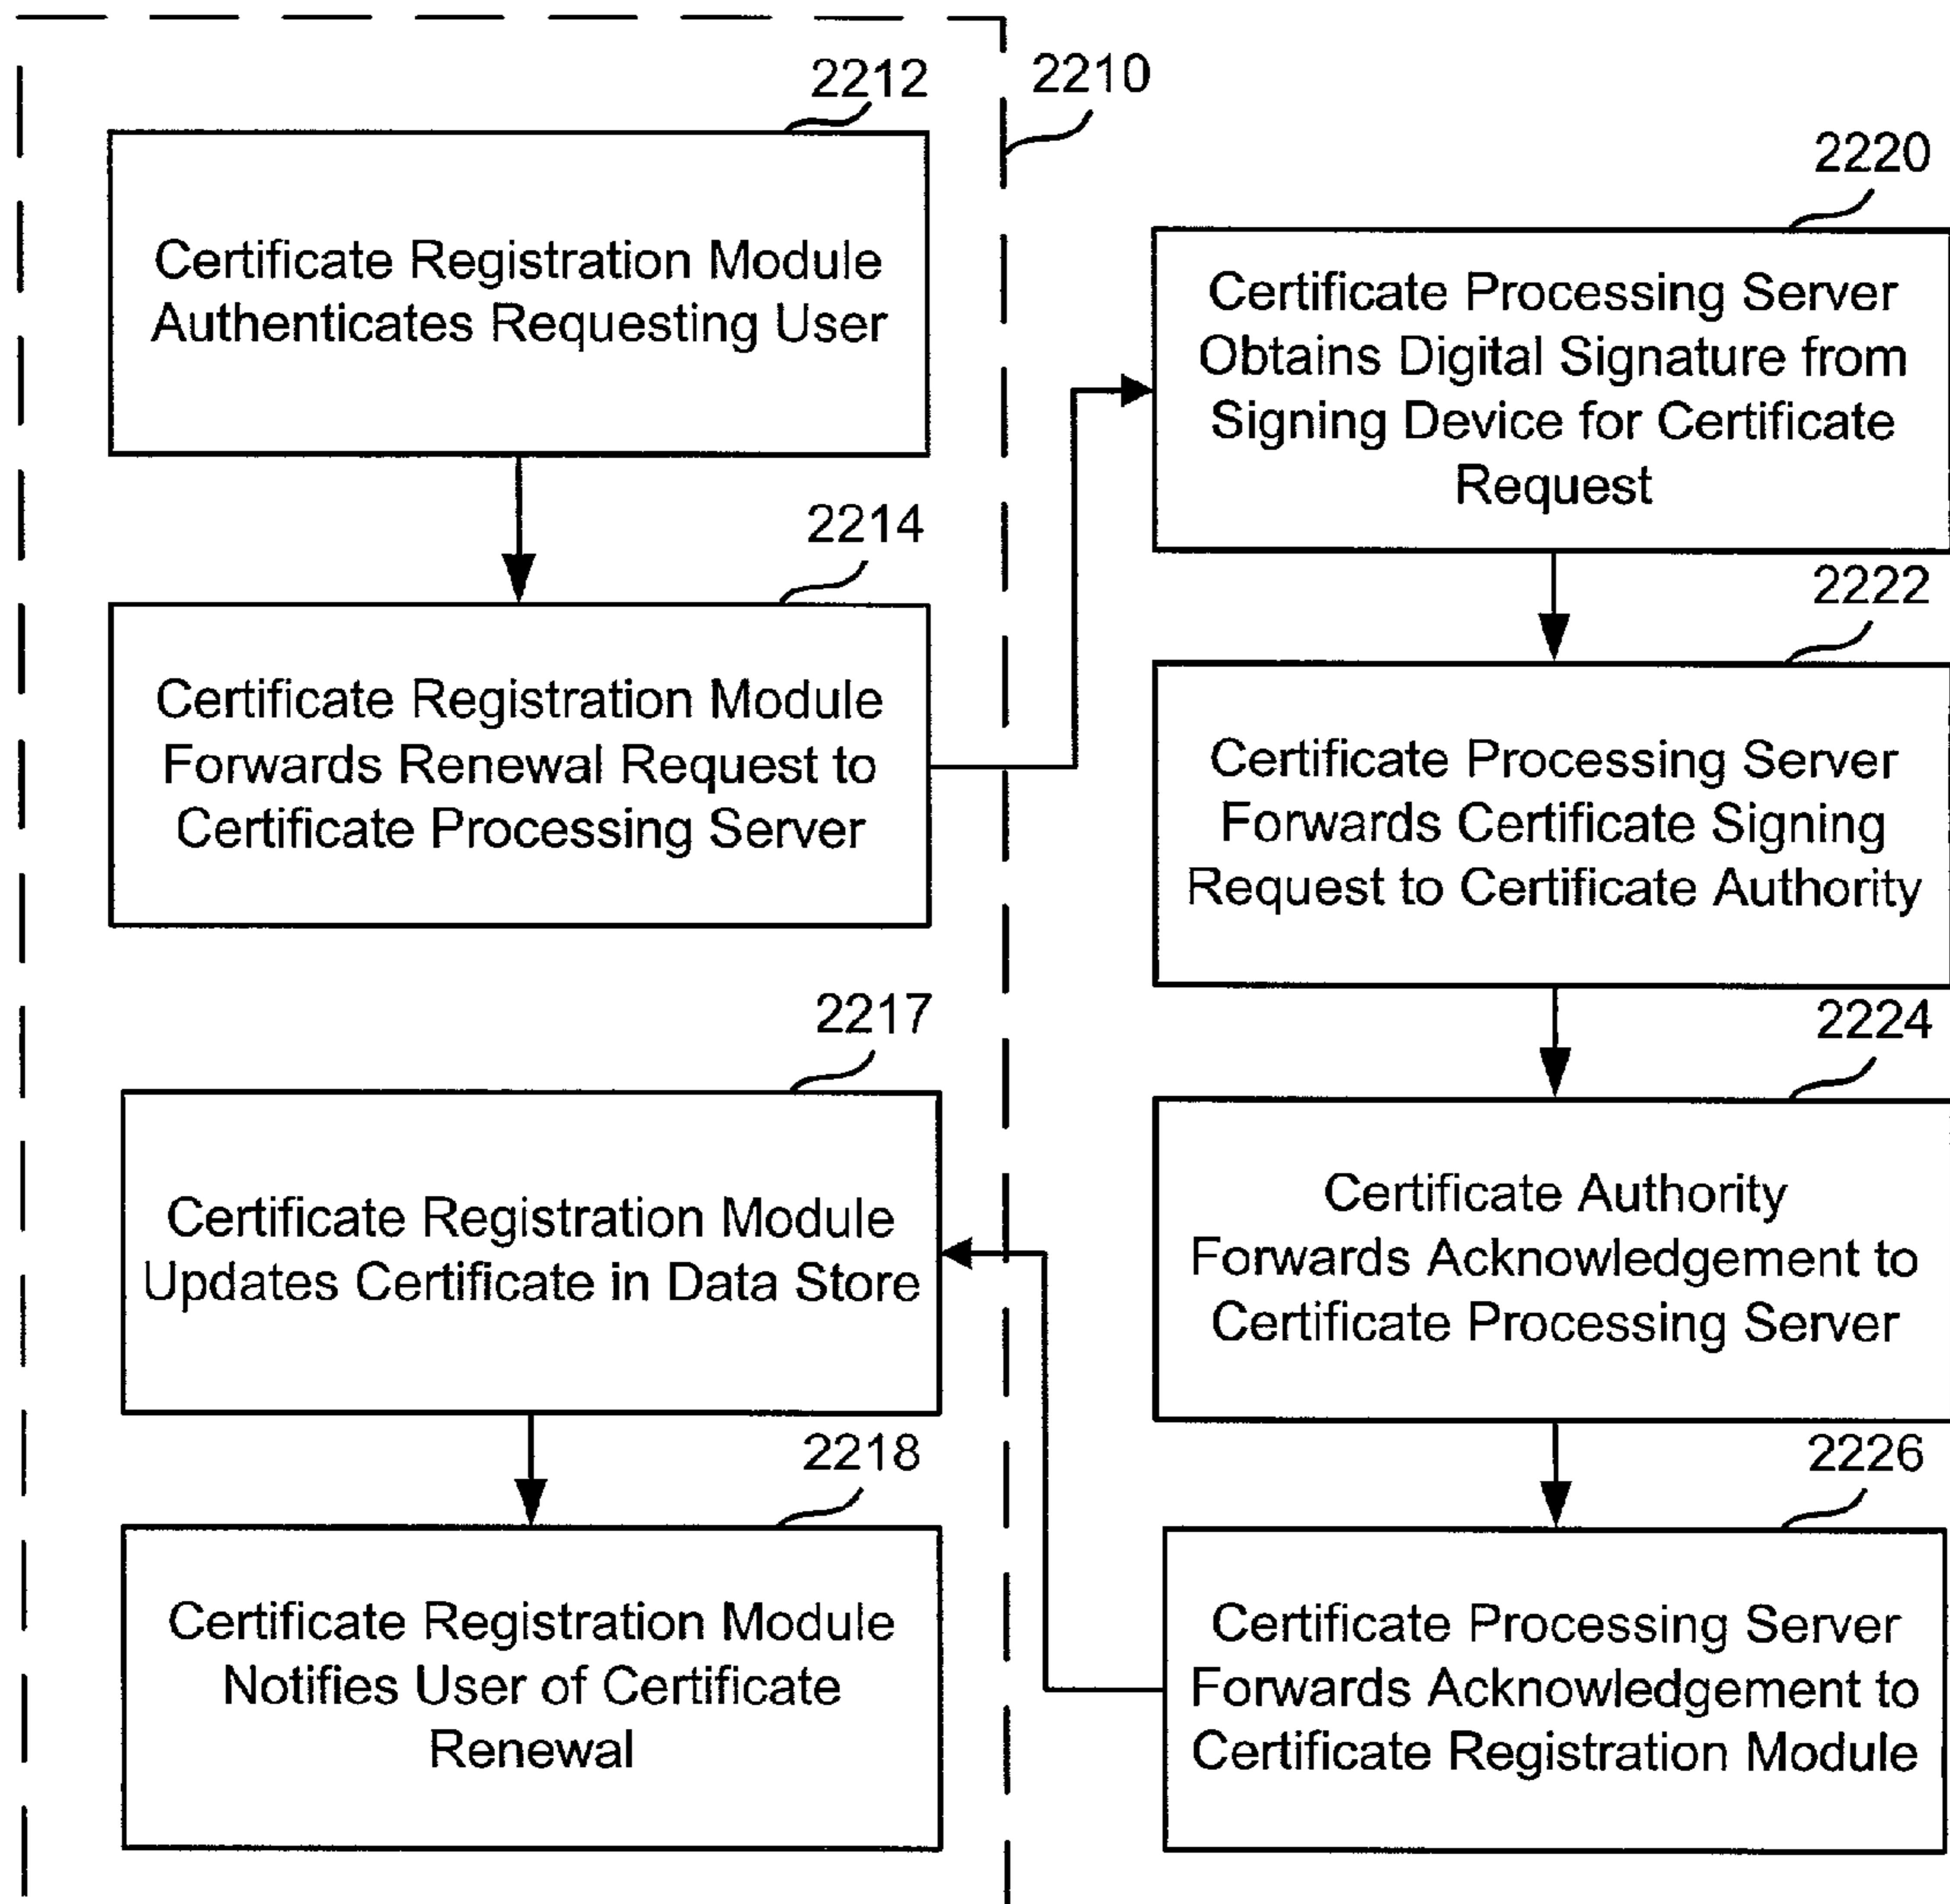 2212
Certificate Registration Module
Authenticates Requesting User
2210
2214
Certificate Registration Module
Forwards Renewal Request to
Certificate Processing Server
2220
Certificate Processing Server
Obtains Digital Signature from
Signing Device for Certificate
Request
2222
Certificate Processing Server
Forwards Certificate Signing
Request to Certificate Authority
2224
Certificate Authority
Forwards Acknowledgement to
Certificate Processing Server
2226
Certificate Processing Server
Forwards Acknowledgement to
Certificate Registration Module
2217
Certificate Registration Module
Updates Certificate in Data Store
2218
Certificate Registration Module
Notifies User of Certificate
Renewal